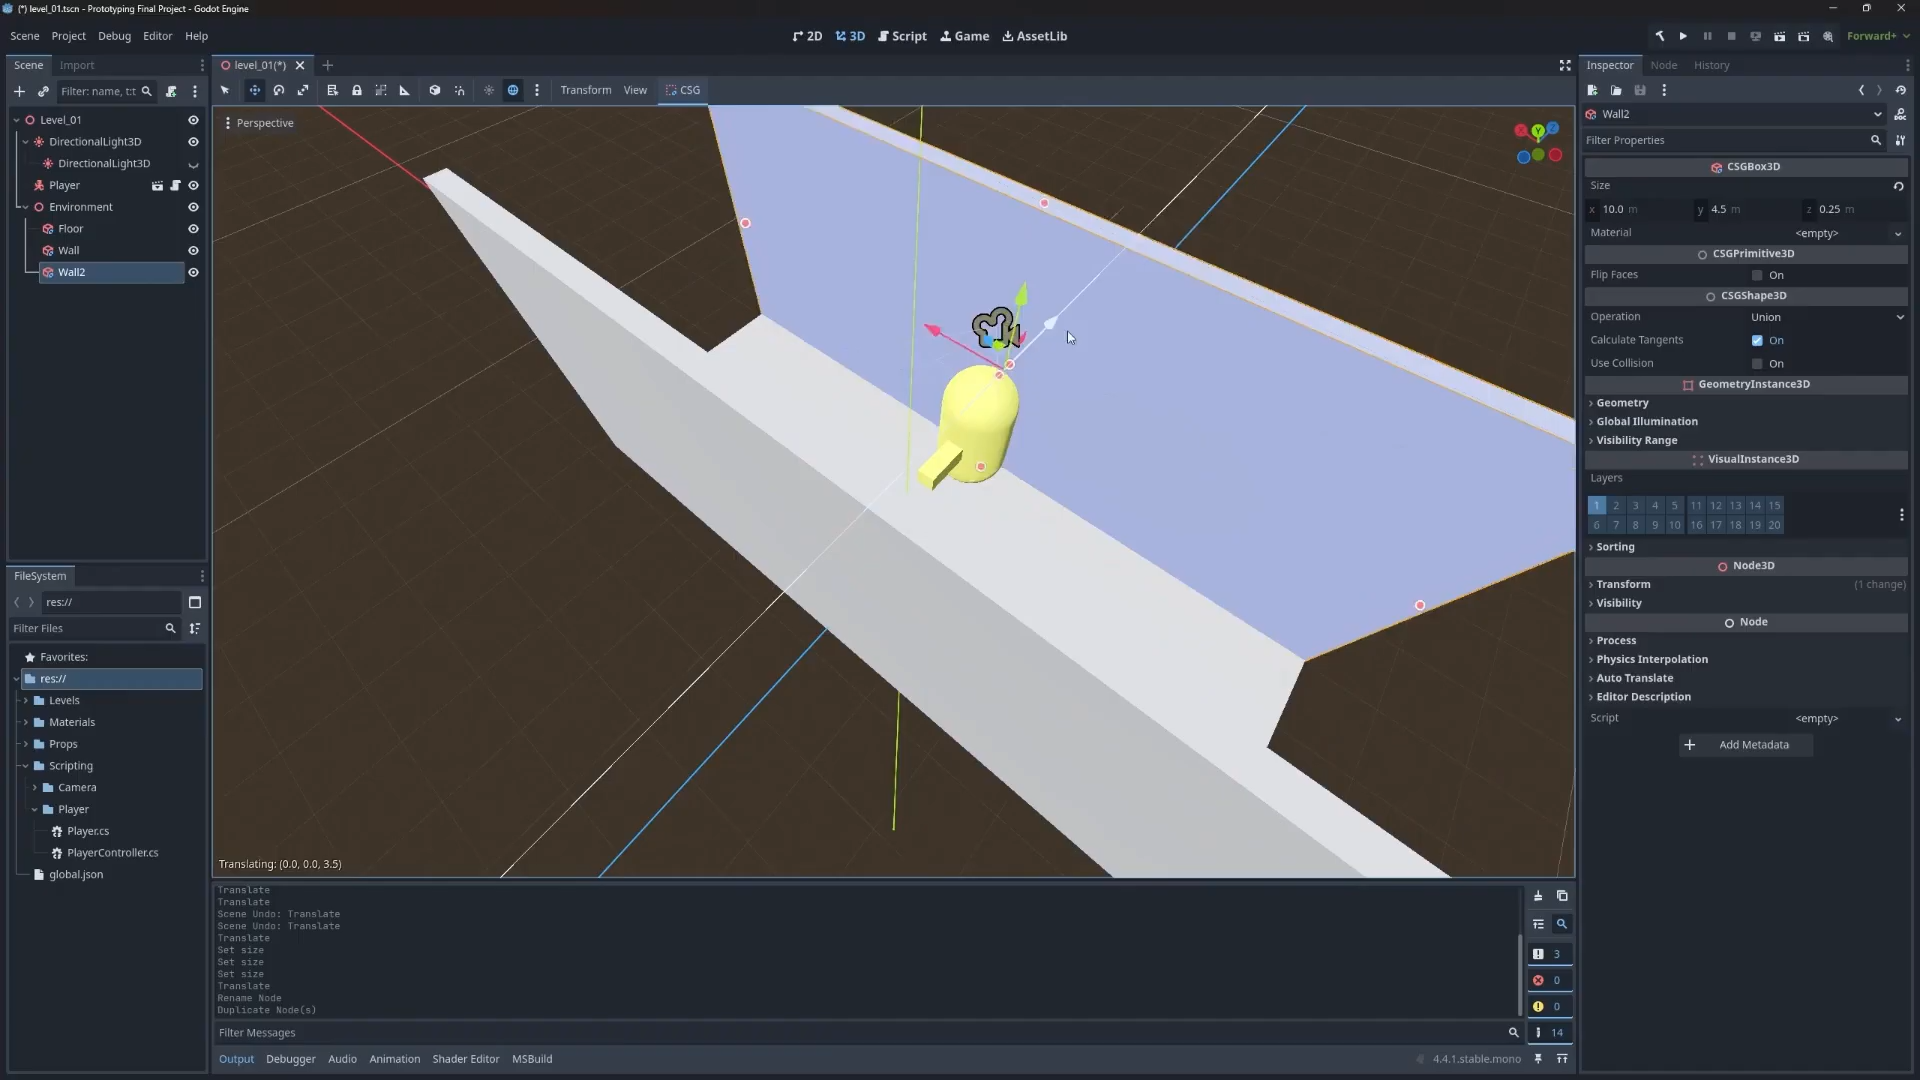 (*) level_01.tscn - Prototyping Final Project - Godot Engine
Scene Project Debug Editor Help
2D 3D Script Game AssetLib
Forward+
Scene Import
level_01(*)
Inspector Node History
Filter: name, t:t
Transform View CSG
Level_01
DirectionalLight3D
DirectionalLight3D
Player
Environment
Floor
Wall
Wall2
Perspective
X Y Z
Translating: (0.0, 0.0, 3.5)
Wall2
Filter Properties
CSGBox3D
Size
x 10.0 m y 4.5 m z 0.25 m
Material <empty>
CSGPrimitive3D
Flip Faces On
CSGShape3D
Operation Union
Calculate Tangents On
Use Collision On
GeometryInstance3D
Geometry
Global Illumination
Visibility Range
VisualInstance3D
Layers
1 2 3 4 5 11 12 13 14 15
6 7 8 9 10 16 17 18 19 20
Sorting
Node3D
Transform (1 change)
Visibility
Node
Process
Physics Interpolation
Auto Translate
Editor Description
Script <empty>
Add Metadata
FileSystem
res://
Filter Files
Favorites:
res://
Levels
Materials
Props
Scripting
Camera
Player
Player.cs
PlayerController.cs
global.json
Translate
Translate
Scene Undo: Translate
Scene Undo: Translate
Translate
Set size
Set size
Set size
Translate
Rename Node
Duplicate Node(s)
3
0
0
14
Filter Messages
Output Debugger Audio Animation Shader Editor MSBuild
4.4.1.stable.mono